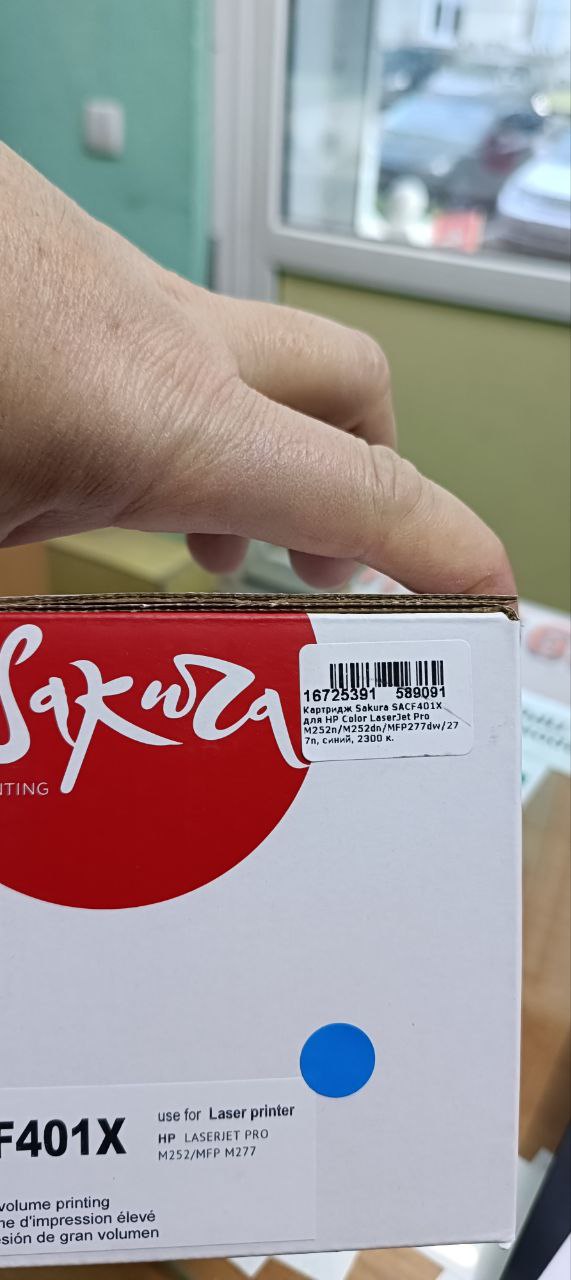 Sakura
NTING
16725391 589091
Картридж Sakura SACF401X
для HP Color LaserJet Pro
M252n/M252dn/MFP277dw/27
7n, синий, 2300 к.
F401X
use for Laser printer
HP LASERJET PRO
M252/MFP M277
volume printing
ne d'impression élevé
esión de gran volumen